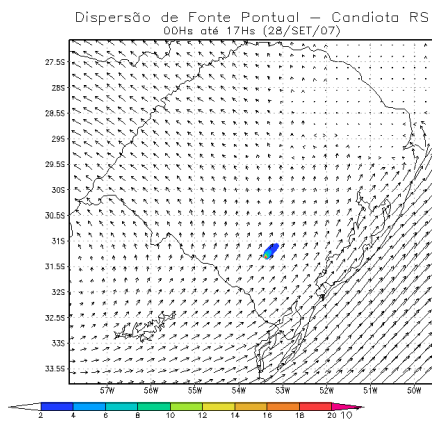 Dispersão de Fonte Pontual – Candiota RS
00Hs até 17Hs (28/SET/07)
27.5S
28S
28.5S
29S
29.5S
30S
30.5S
31S
31.5S
32S
32.5S
33S
33.5S
57W 56W 55W 54W 53W 52W 51W 50W
2 4 6 8 10 12 14 16 18 20 10